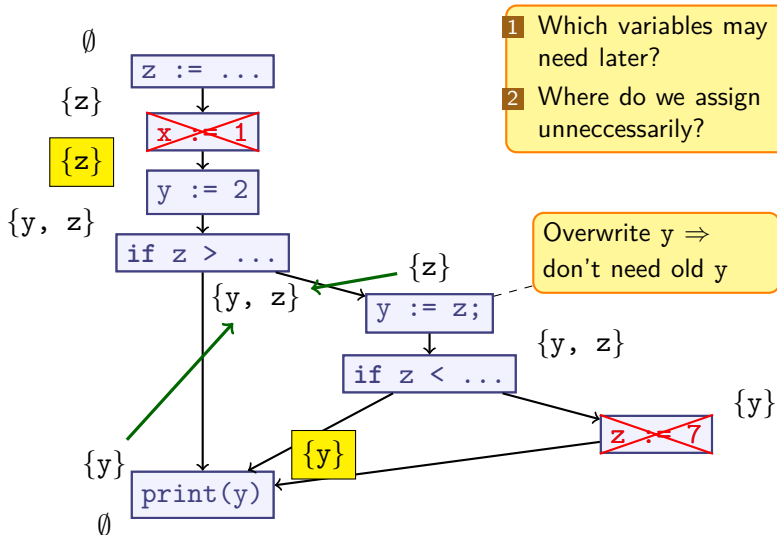 ∅
z := ...
{z}
x := 1
{z}
y := 2
{y, z}
if z > ...
{y, z}
{z}
y := z;
{y, z}
if z < ...
{y}
z := 7
{y}
{y}
print(y)
∅
1 Which variables may
need later?
2 Where do we assign
unneccessarily?
Overwrite y ⇒
don't need old y